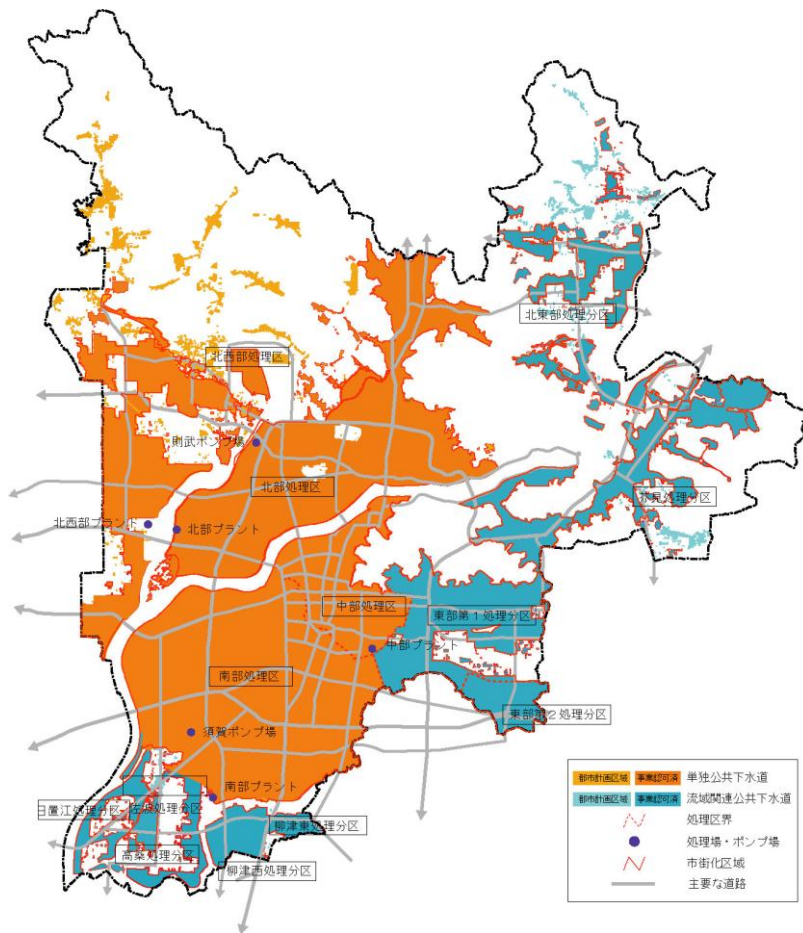 北東部処理分区
北西部処理区
則武ポンプ場
北部処理区
芥見処理分区
北西部プラント
北部プラント
中部処理区
東部第1処理分区
中部プラント
南部処理区
東部第2処理分区
須賀ポンプ場
南部プラント
日置江処理分区
佐波処理分区
柳津東処理分区
高桑処理分区
柳津西処理分区
都市計画区域 事業認可済 単独公共下水道
都市計画区域 事業認可済 流域関連公共下水道
処理区界
処理場・ポンプ場
市街化区域
主要な道路